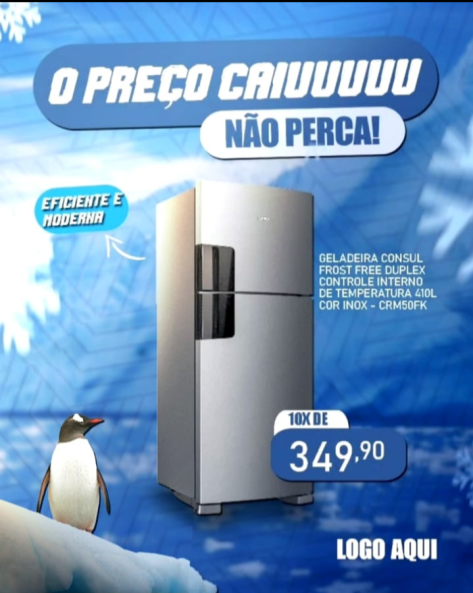 O PREÇO CAIUUUUU
NÃO PERCA!
EFICIENTE E
MODERNA
GELADEIRA CONSUL
FROST FREE DUPLEX
CONTROLE INTERNO
DE TEMPERATURA 410L
COR INOX - CRM50FK
10X DE
349,90
LOGO AQUI